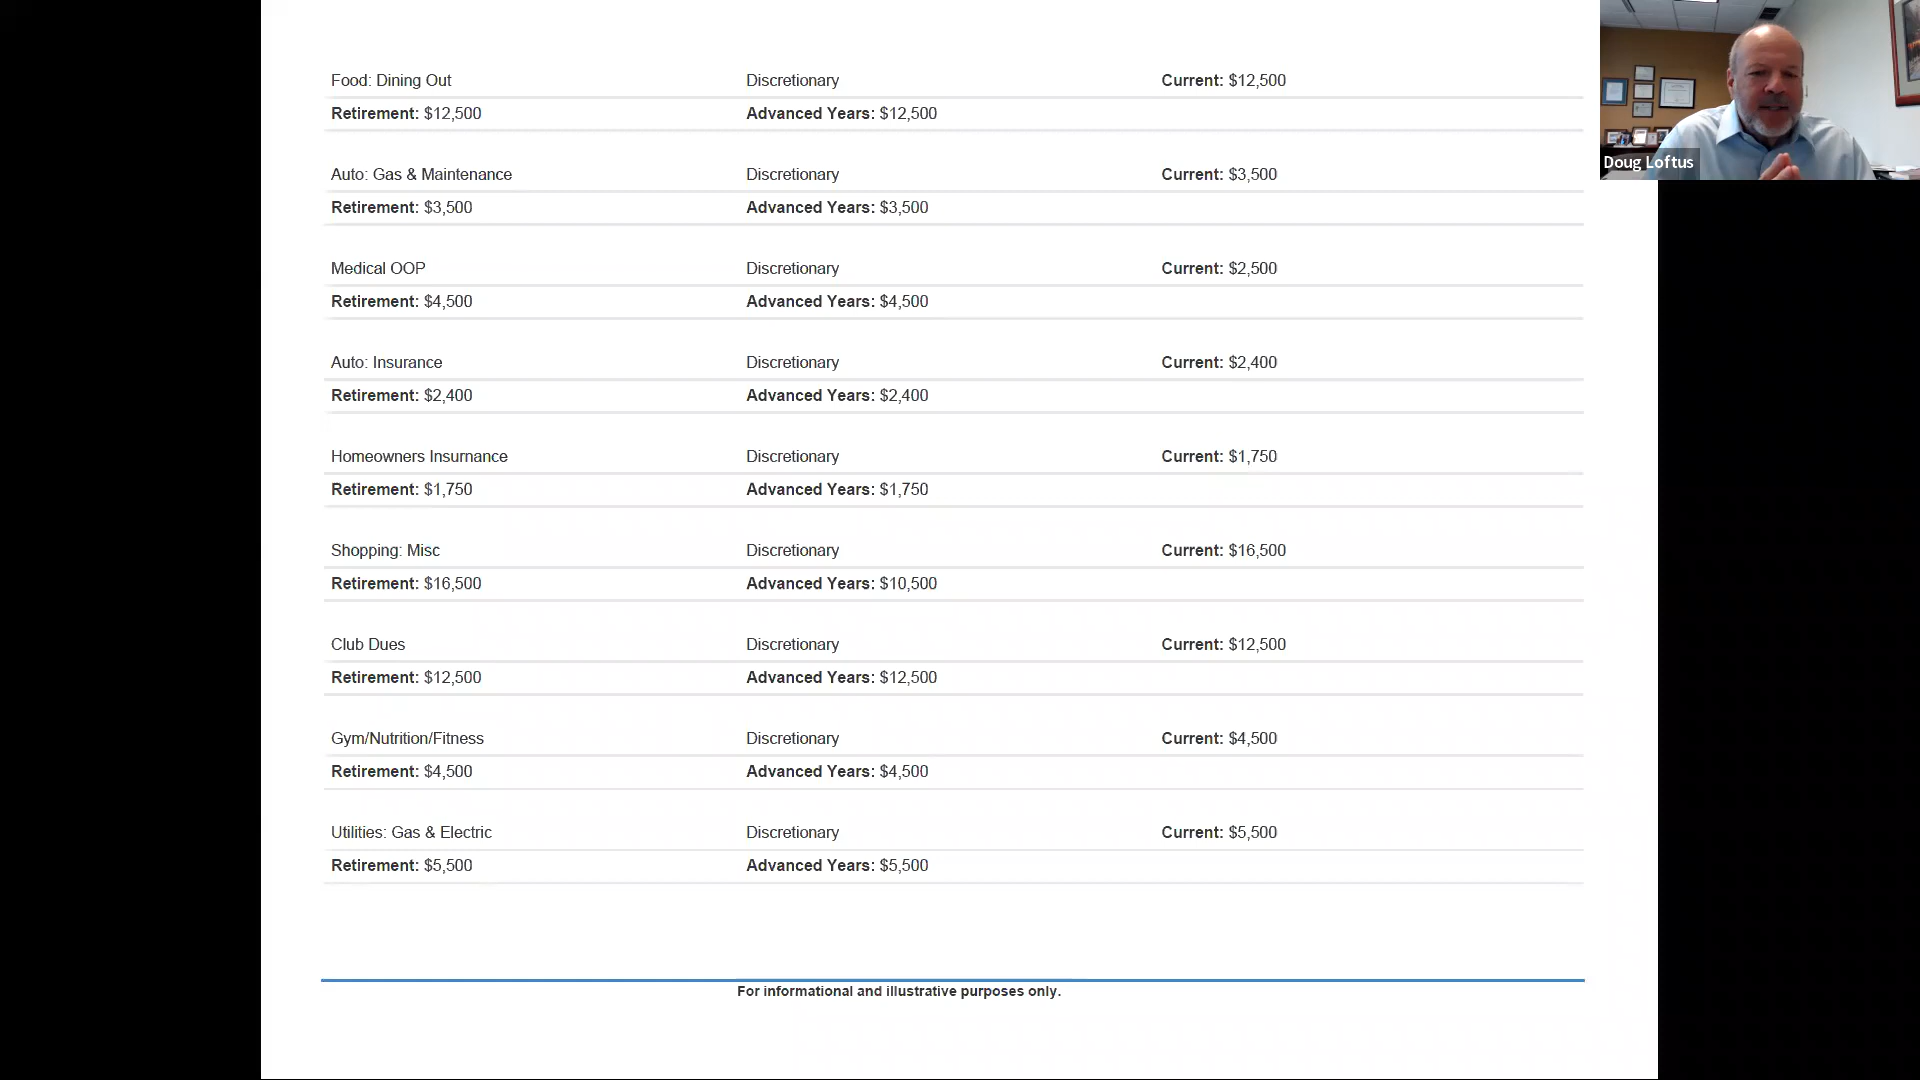 Food: Dining Out Discretionary Current: $12,500
Retirement: $12,500 Advanced Years: $12,500
Auto: Gas & Maintenance Discretionary Current: $3,500
Retirement: $3,500 Advanced Years: $3,500
Medical OOP Discretionary Current: $2,500
Retirement: $4,500 Advanced Years: $4,500
Auto: Insurance Discretionary Current: $2,400
Retirement: $2,400 Advanced Years: $2,400
Homeowners Insurnance Discretionary Current: $1,750
Retirement: $1,750 Advanced Years: $1,750
Shopping: Misc Discretionary Current: $16,500
Retirement: $16,500 Advanced Years: $10,500
Club Dues Discretionary Current: $12,500
Retirement: $12,500 Advanced Years: $12,500
Gym/Nutrition/Fitness Discretionary Current: $4,500
Retirement: $4,500 Advanced Years: $4,500
Utilities: Gas & Electric Discretionary Current: $5,500
Retirement: $5,500 Advanced Years: $5,500
For informational and illustrative purposes only.
Doug Loftus